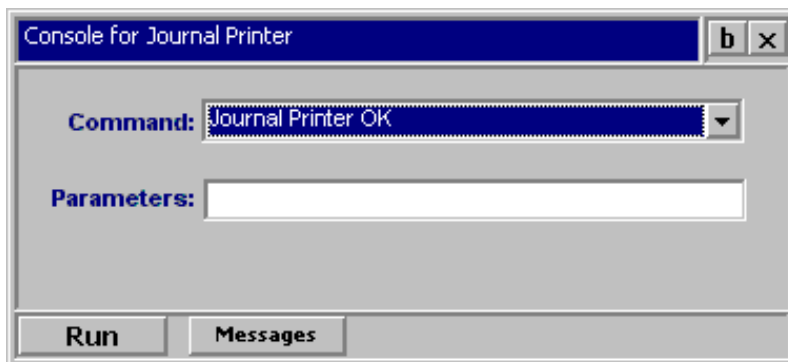 Console for Journal Printer b x
Command: Journal Printer OK
Parameters:
Run Messages